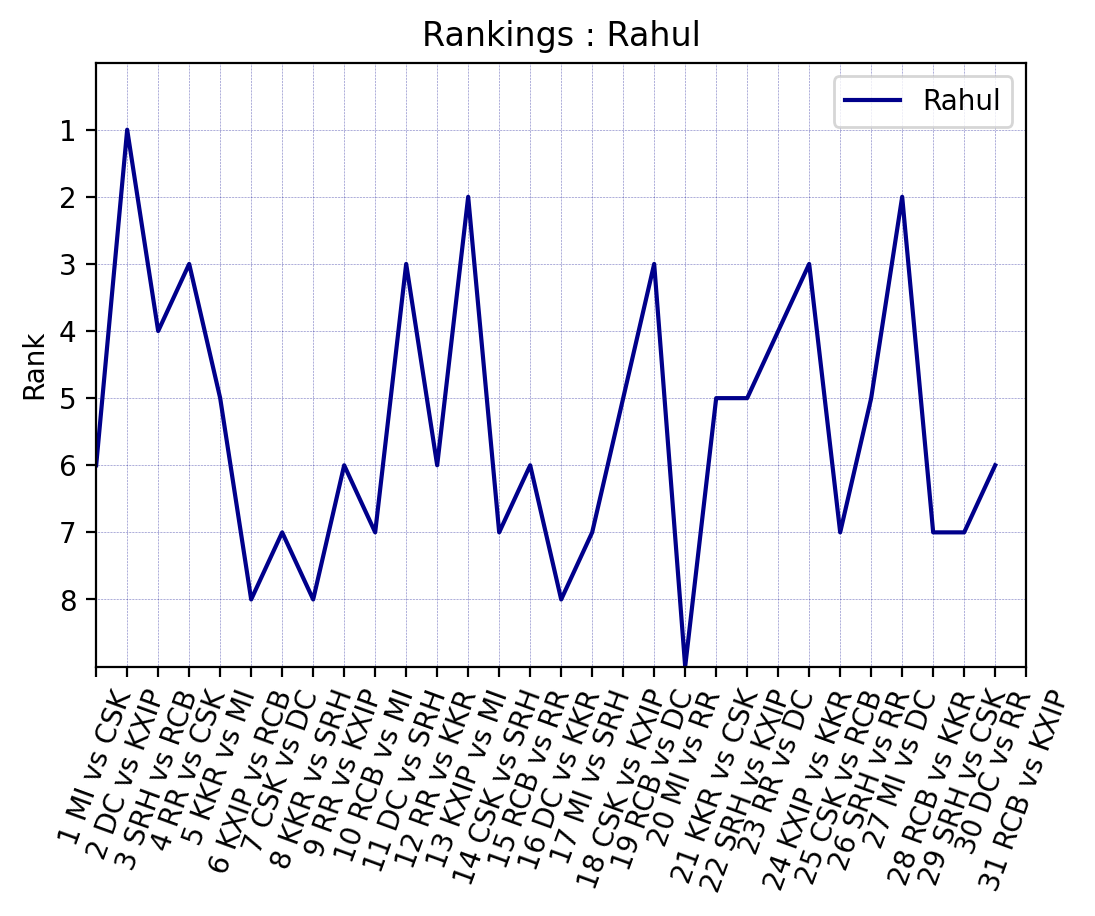 Rankings : Rahul
Rahul
Rank
1
2
3
4
5
6
7
8
1 MI vs CSK
2 DC vs KXIP
3 SRH vs RCB
4 RR vs CSK
5 KKR vs MI
6 KXIP vs RCB
7 CSK vs DC
8 KKR vs SRH
9 RR vs KXIP
10 RCB vs MI
11 DC vs SRH
12 RR vs KKR
13 KXIP vs MI
14 CSK vs SRH
15 RCB vs RR
16 DC vs KKR
17 MI vs SRH
18 CSK vs KXIP
19 RCB vs DC
20 MI vs RR
21 KKR vs CSK
22 SRH vs KXIP
23 RR vs DC
24 KXIP vs KKR
25 CSK vs RCB
26 SRH vs RR
27 MI vs DC
28 RCB vs KKR
29 SRH vs CSK
30 DC vs RR
31 RCB vs KXIP